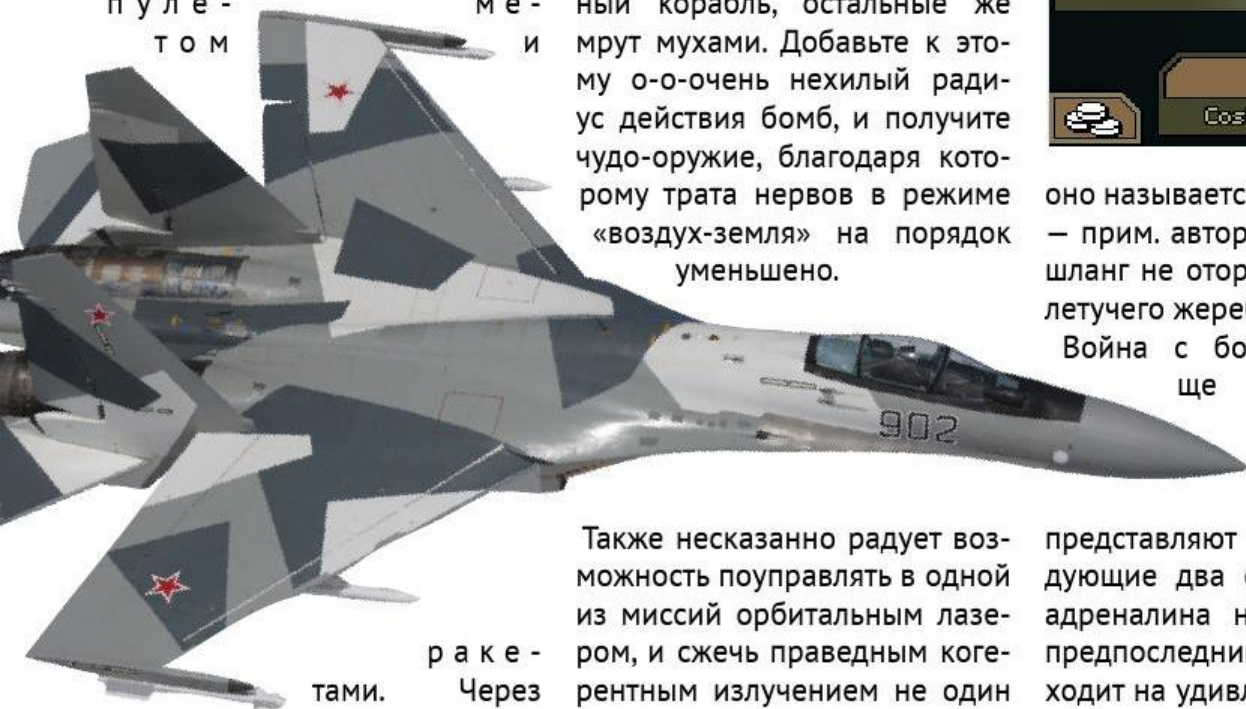 пуле-
том
ме-
и
раке-
тами. Через
ный корабль, остальные же
мрут мухами. Добавьте к это-
му о-о-очень нехилый ради-
ус действия бомб, и получите
чудо-оружие, благодаря кото-
рому трата нервов в режиме
«воздух-земля» на порядок
уменьшено.
902
Также несказанно радует воз-
можность поуправлять в одной
из миссий орбитальным лазе-
ром, и сжечь праведным коге-
рентным излучением не один
оно называетс
– прим. автор
шланг не отор
летучего жере
Война с бо
ще
представляют
дующие два
адреналина н
предпоследни
ходит на удивл